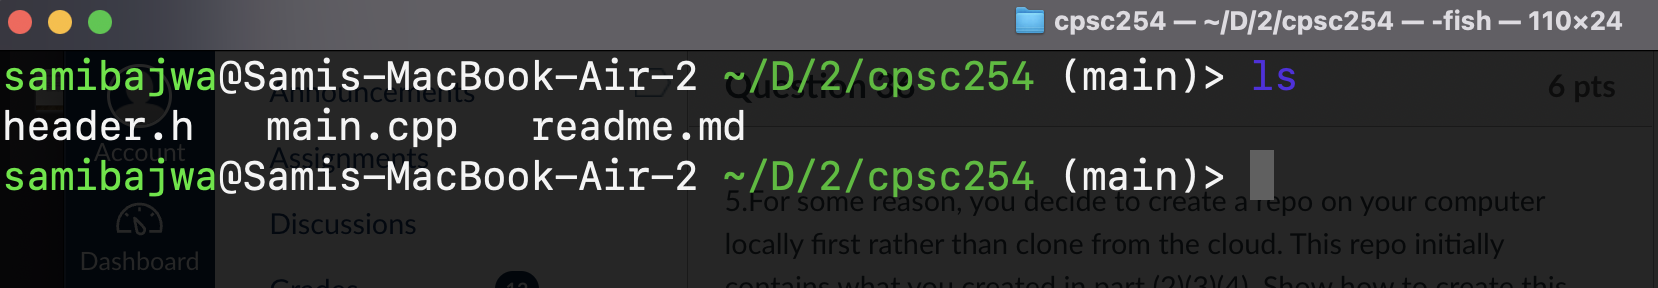 cpsc254 — ~/D/2/cpsc254 — -fish — 110×24
samibajwa@Samis-MacBook-Air-2 ~/D/2/cpsc254 (main)> ls
Announcements
Question 36 6 pts
header.h main.cpp readme.md
Account
Assignments
samibajwa@Samis-MacBook-Air-2 ~/D/2/cpsc254 (main)>
5.For some reason, you decide to create a repo on your computer
Discussions
locally first rather than clone from the cloud. This repo initially
Dashboard
Grades 12
contains what you created in part (2)(3)(4). Show how to create this